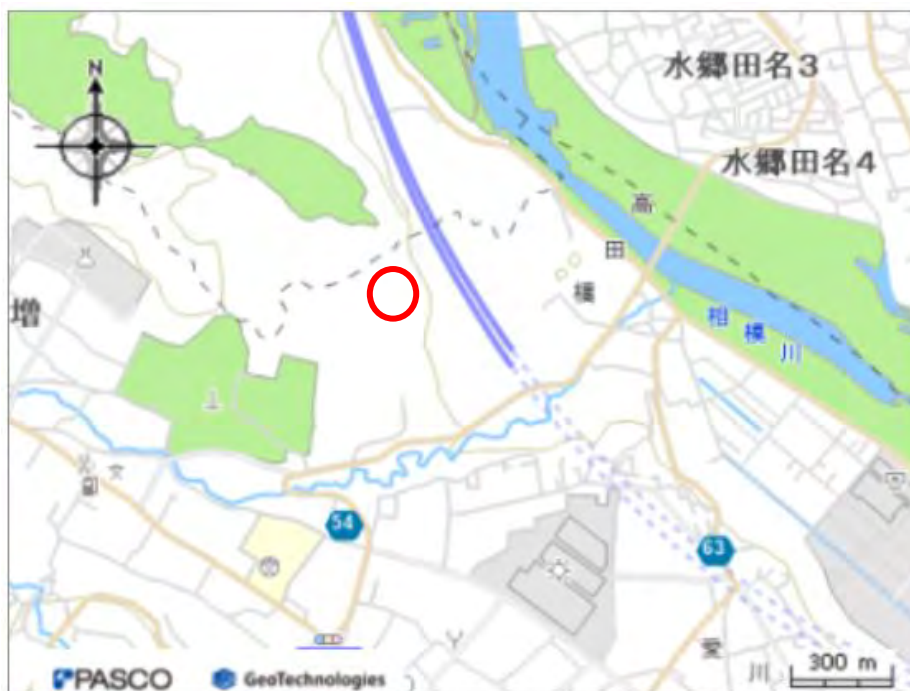 N
水郷田名3
水郷田名4
高
田
橋
相
模
川
増
54
63
愛
川
300 m
PASCO
GeoTechnologies